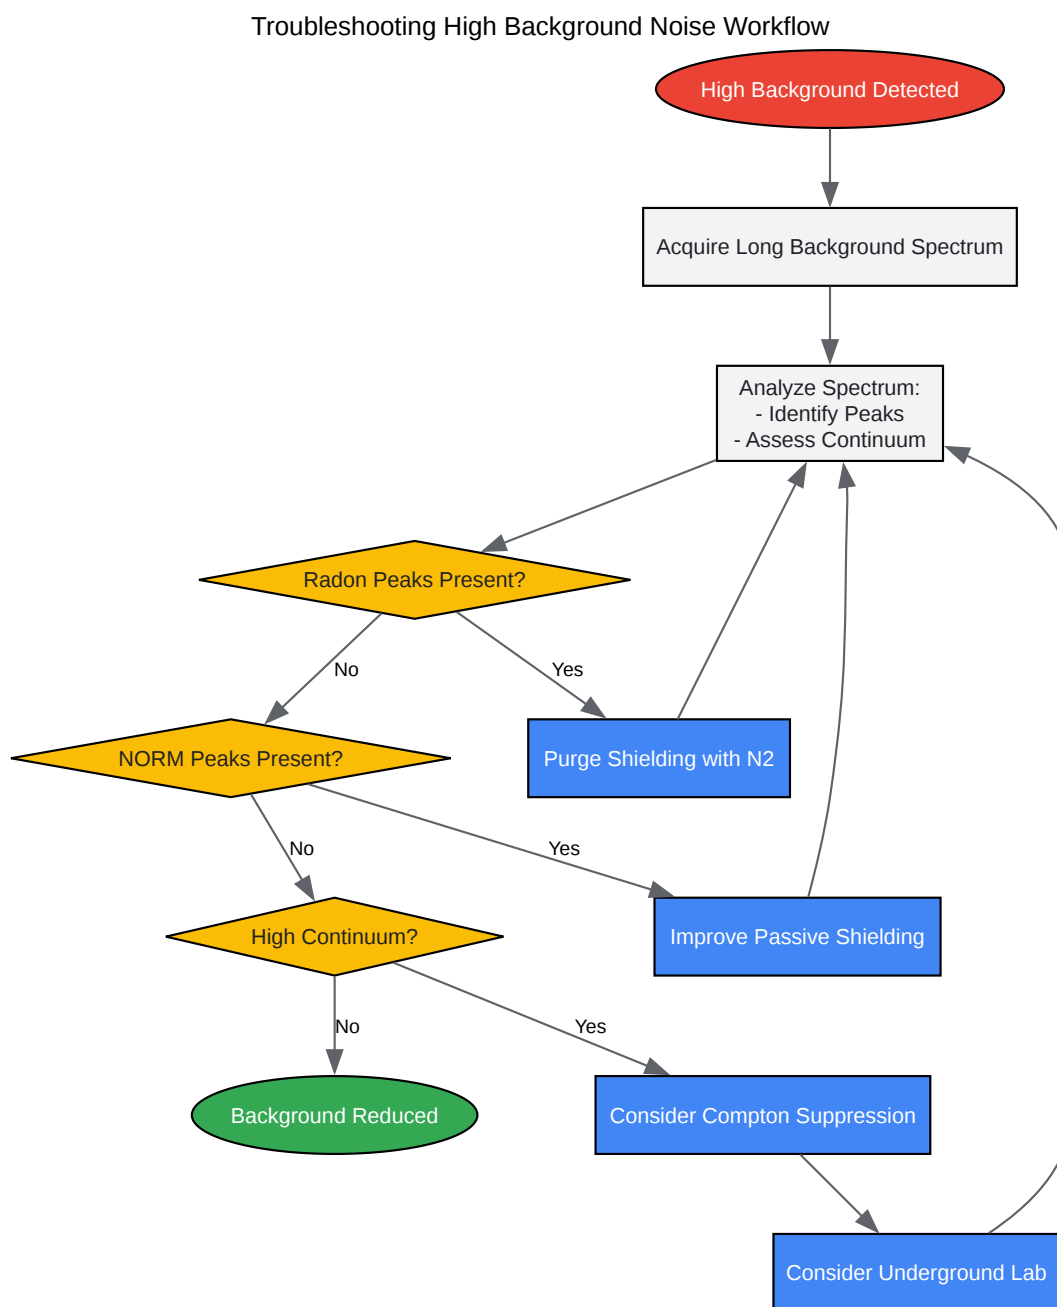 Troubleshooting High Background Noise Workflow
High Background Detected
Acquire Long Background Spectrum
Analyze Spectrum:
- Identify Peaks
- Assess Continuum
Radon Peaks Present?
No
Yes
NORM Peaks Present?
Purge Shielding with N2
No
Yes
High Continuum?
Improve Passive Shielding
No
Yes
Background Reduced
Consider Compton Suppression
Consider Underground Lab